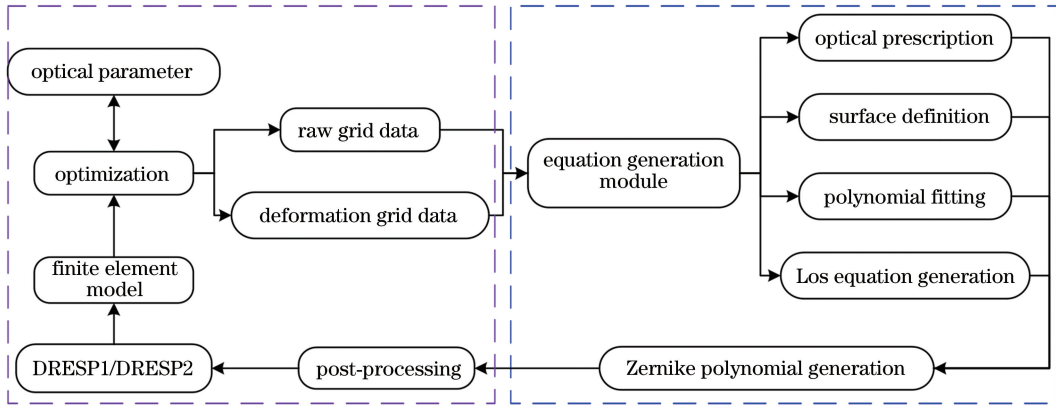 optical parameter
optimization
finite element
model
DRESP1/DRESP2
raw grid data
deformation grid data
post-processing
equation generation
module
optical prescription
surface definition
polynomial fitting
Los equation generation
Zernike polynomial generation